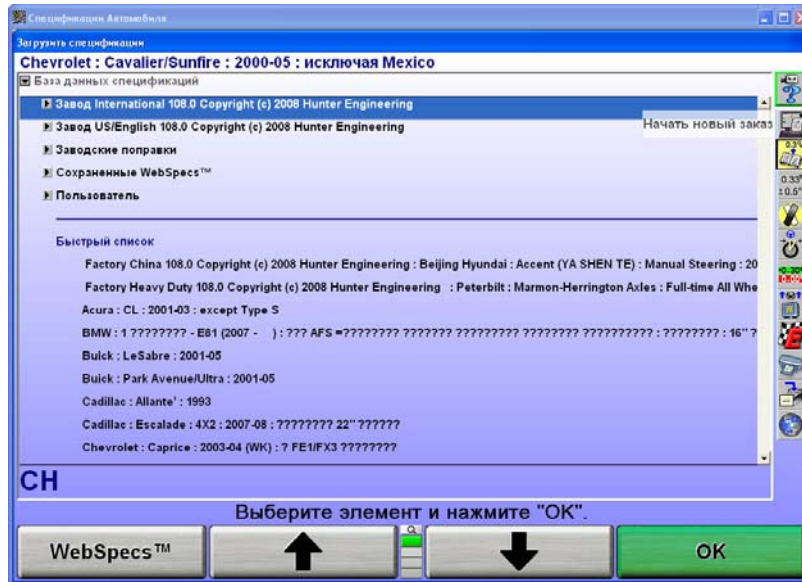 Спецификации Автомобиля
Загрузить спецификации
Chevrolet : Cavalier/Sunfire : 2000-05 : исключая Mexico
База данных спецификаций
Завод International 108.0 Copyright (c) 2008 Hunter Engineering
Начать новый заказ
Завод US/English 108.0 Copyright (c) 2008 Hunter Engineering
Заводские поправки
Сохраненные WebSpecs™
Пользователь
Быстрый список
Factory China 108.0 Copyright (c) 2008 Hunter Engineering : Beijing Hyundai : Accent (YA SHEN TE) : Manual Steering : 20
Factory Heavy Duty 108.0 Copyright (c) 2008 Hunter Engineering : Peterbilt : Marmon-Herrington Axles : Full-time All Whe
Acura : CL : 2001-03 : except Type S
BMW : 1 ???????? - E81 (2007 - ) : ??? AFS =???????? ??????? ????????? ???????? ?????????? : ???????? : 16" ?
Buick : LeSabre : 2001-05
Buick : Park Avenue/Ultra : 2001-05
Cadillac : Allante' : 1993
Cadillac : Escalade : 4X2 : 2007-08 : ???????? 22" ??????
Chevrolet : Caprice : 2003-04 (WK) : ? FE1/FX3 ????????
CH
Выберите элемент и нажмите "OK".
WebSpecs™
OK